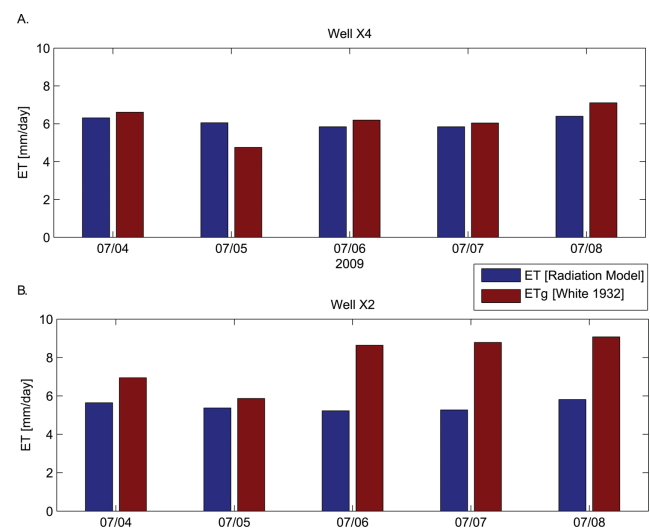 A.
Well X4
10
8
6
4
2
0
ET [mm/day]
07/04 07/05 07/06 07/07 07/08
2009
ET [Radiation Model]
ETg [White 1932]
B.
Well X2
10
8
6
4
2
0
ET [mm/day]
07/04 07/05 07/06 07/07 07/08